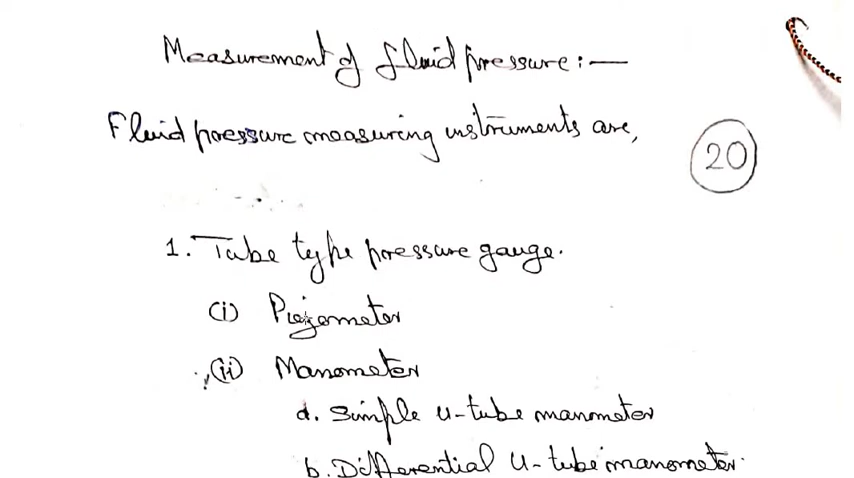 Measurement of fluid pressure:—
Fluid pressure measuring instruments are,
20
1. Tube type pressure gauge.
(i) Piezometer
(ii) Manometer
a. Simple U-tube manometer
b. Differential U-tube manometer.